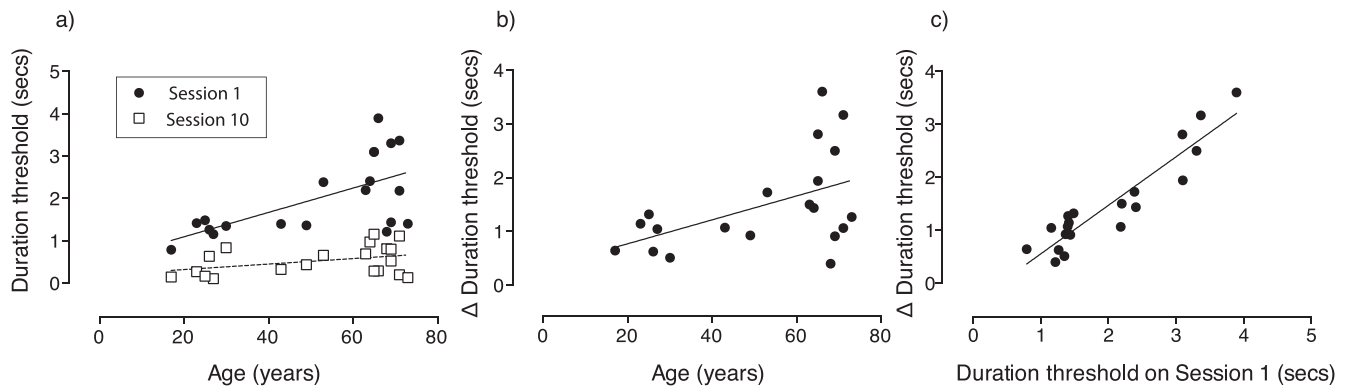 a)
Duration threshold (secs)
5
4
3
2
1
0
Session 1
Session 10
0 20 40 60 80
Age (years)
b)
Δ Duration threshold (secs)
4
3
2
1
0
0 20 40 60 80
Age (years)
c)
Δ Duration threshold (secs)
4
3
2
1
0
0 1 2 3 4 5
Duration threshold on Session 1 (secs)